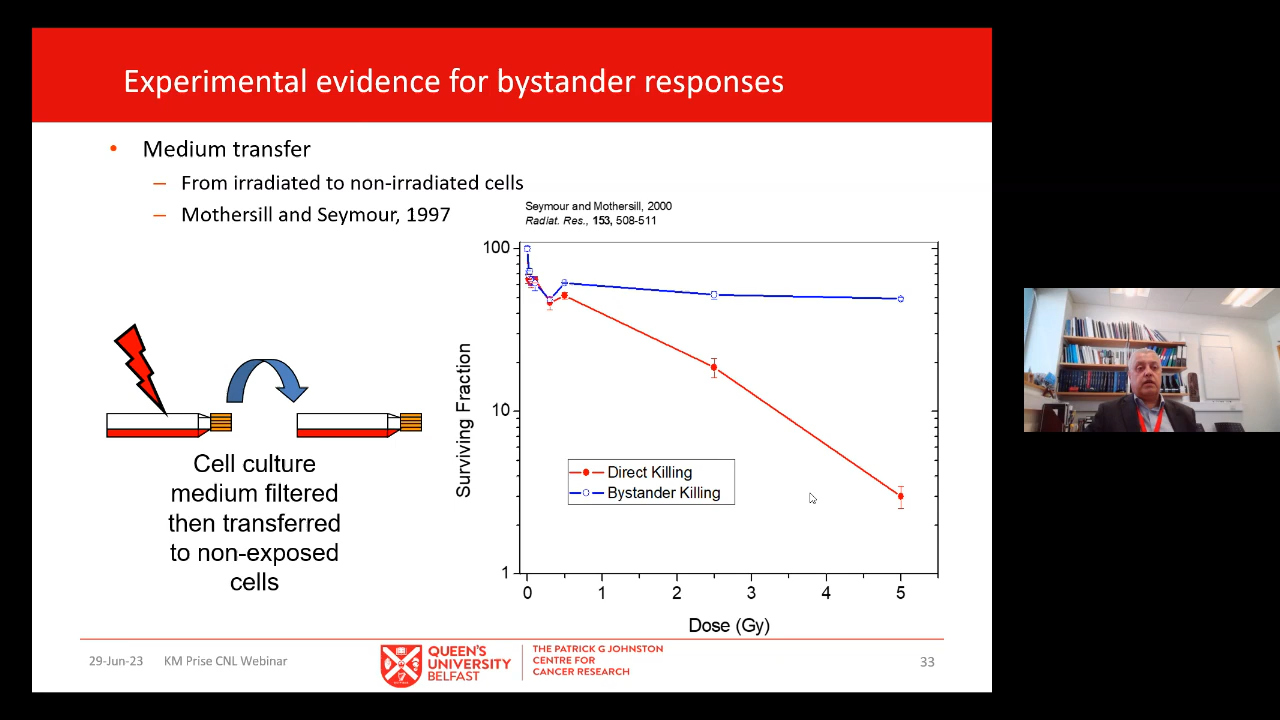 Experimental evidence for bystander responses
• Medium transfer
– From irradiated to non-irradiated cells
– Mothersill and Seymour, 1997
Seymour and Mothersill, 2000
Radiat. Res., 153, 508-511
100
10
1
Surviving Fraction
Direct Killing
Bystander Killing
0 1 2 3 4 5
Dose (Gy)
Cell culture
medium filtered
then transferred
to non-exposed
cells
29-Jun-23
KM Prise CNL Webinar
QUEEN'S
UNIVERSITY
BELFAST
THE PATRICK G JOHNSTON
CENTRE FOR
CANCER RESEARCH
33